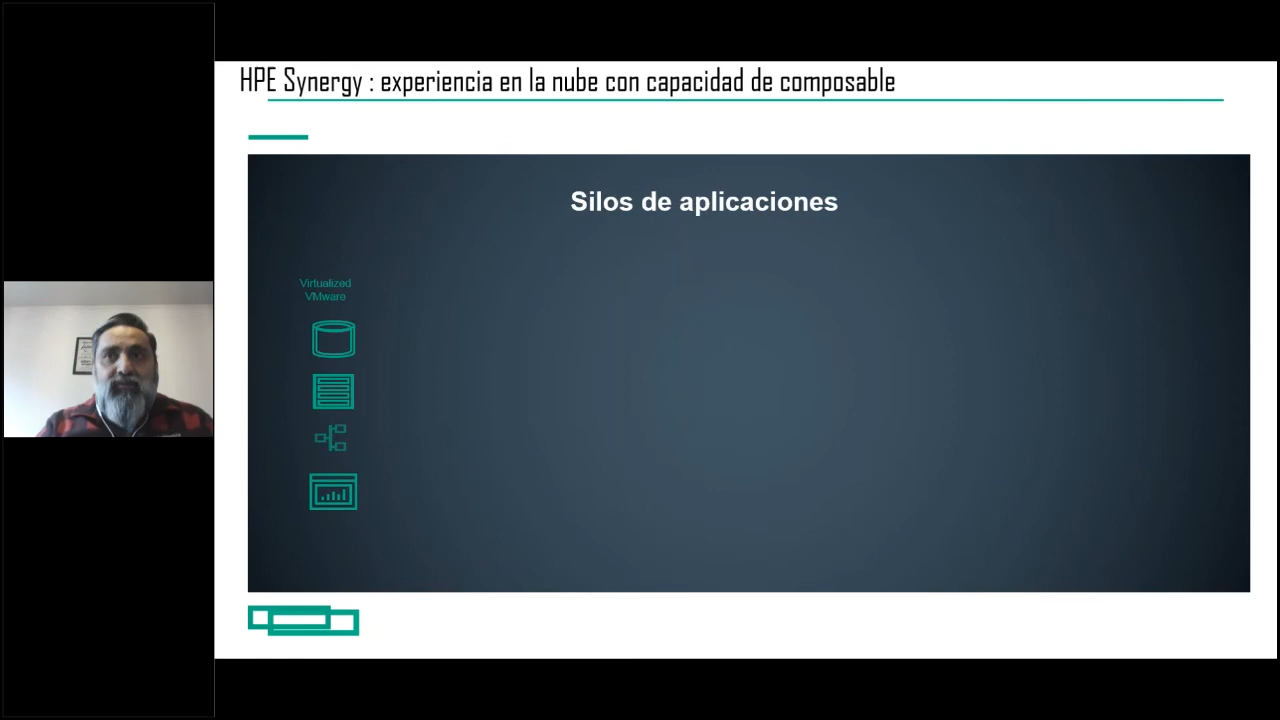 HPE Synergy : experiencia en la nube con capacidad de composable
Silos de aplicaciones
Virtualized
VMware